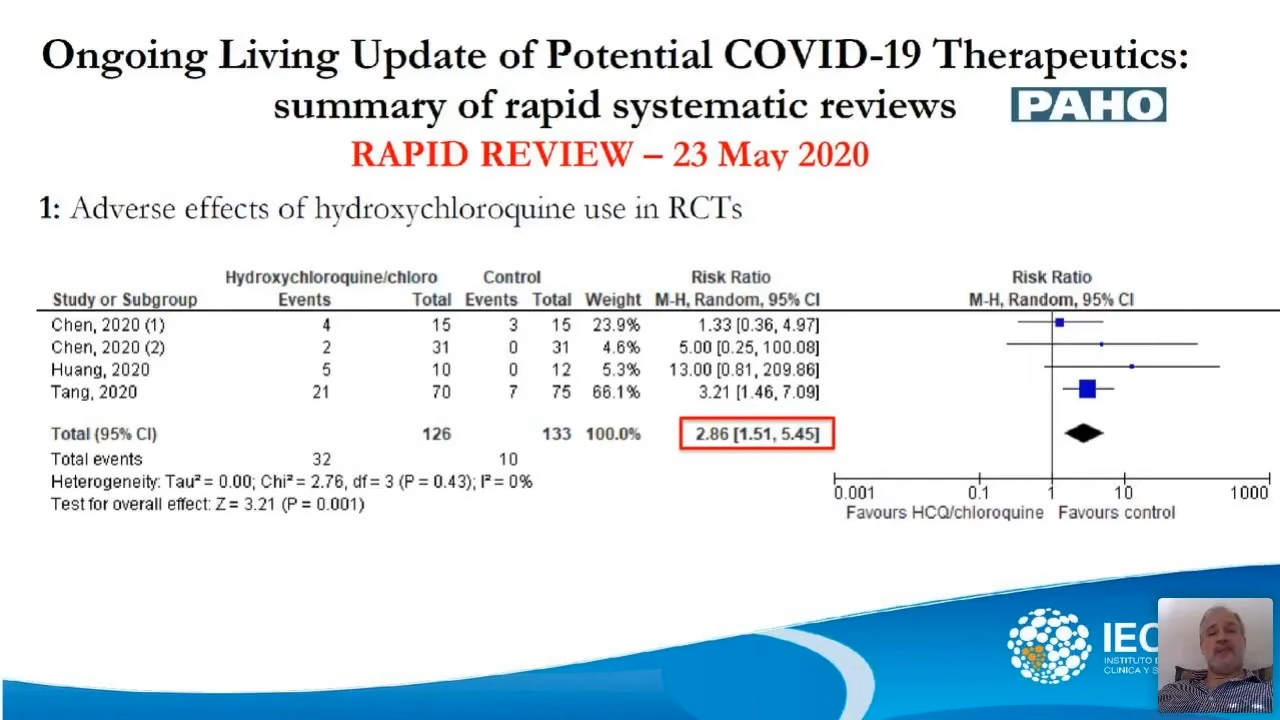 Ongoing Living Update of Potential COVID-19 Therapeutics:
summary of rapid systematic reviews PAHO
RAPID REVIEW – 23 May 2020
1: Adverse effects of hydroxychloroquine use in RCTs
Hydroxychloroquine/chloro Control Risk Ratio Risk Ratio
Study or Subgroup Events Total Events Total Weight M-H, Random, 95% CI M-H, Random, 95% CI
Chen, 2020 (1) 4 15 3 15 23.9% 1.33 [0.36, 4.97]
Chen, 2020 (2) 2 31 0 31 4.6% 5.00 [0.25, 100.08]
Huang, 2020 5 10 0 12 5.3% 13.00 [0.81, 209.86]
Tang, 2020 21 70 7 75 66.1% 3.21 [1.46, 7.09]
Total (95% CI) 126 133 100.0% 2.86 [1.51, 5.45]
Total events 32 10
Heterogeneity: Tau² = 0.00; Chi² = 2.76, df = 3 (P = 0.43); I² = 0%
Test for overall effect: Z = 3.21 (P = 0.001)
0.001 0.1 1 10 1000
Favours HCQ/chloroquine Favours control
IEC
INSTITUTO
CLINICA Y